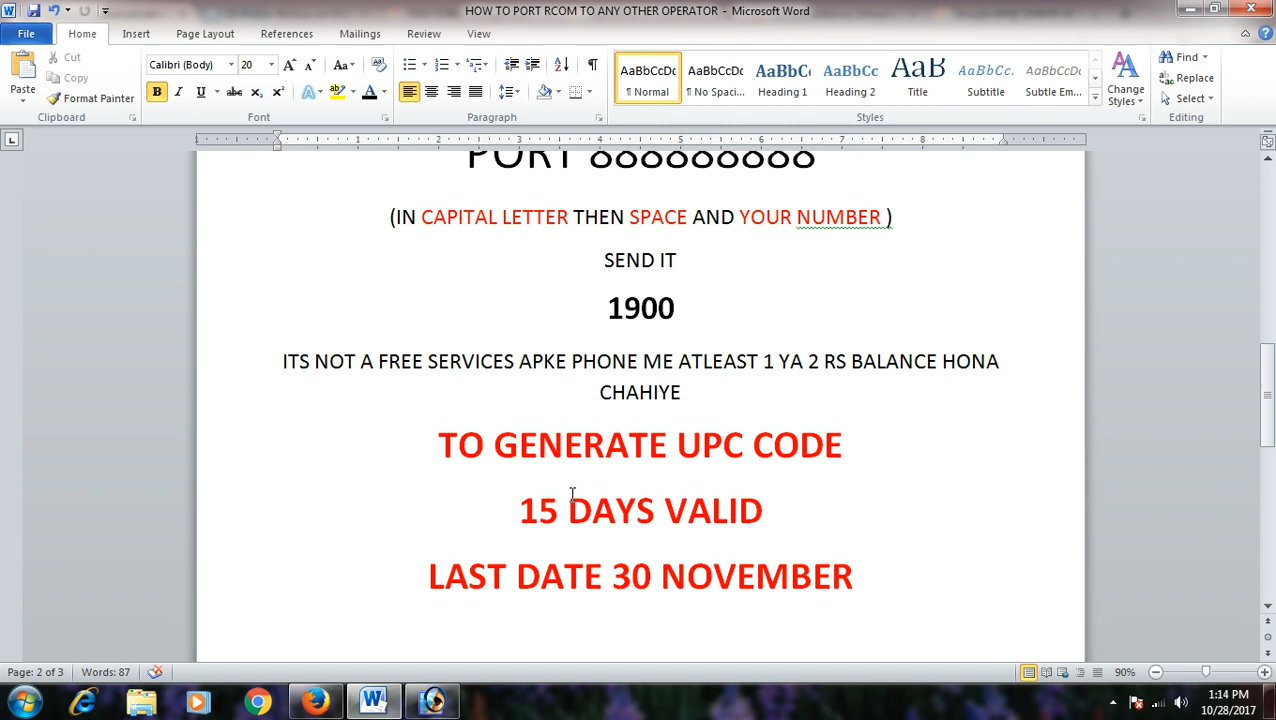 HOW TO PORT RCOM TO ANY OTHER OPERATOR - Microsoft Word
File Home Insert Page Layout References Mailings Review View
Cut
Copy
Format Painter
Paste
Clipboard
Calibri (Body) 20
Font
Paragraph
AaBbCcDc AaBbCcDc AaBbC AaBbCc AaB AaBbCc. AaBbCcDc
¶ Normal ¶ No Spaci... Heading 1 Heading 2 Title Subtitle Subtle Em...
Change Styles
Styles
Find
Replace
Select
Editing
PORT 888888888
(IN CAPITAL LETTER THEN SPACE AND YOUR NUMBER )
SEND IT
1900
ITS NOT A FREE SERVICES APKE PHONE ME ATLEAST 1 YA 2 RS BALANCE HONA
CHAHIYE
TO GENERATE UPC CODE
15 DAYS VALID
LAST DATE 30 NOVEMBER
Page: 2 of 3 Words: 87 90%
1:14 PM
10/28/2017